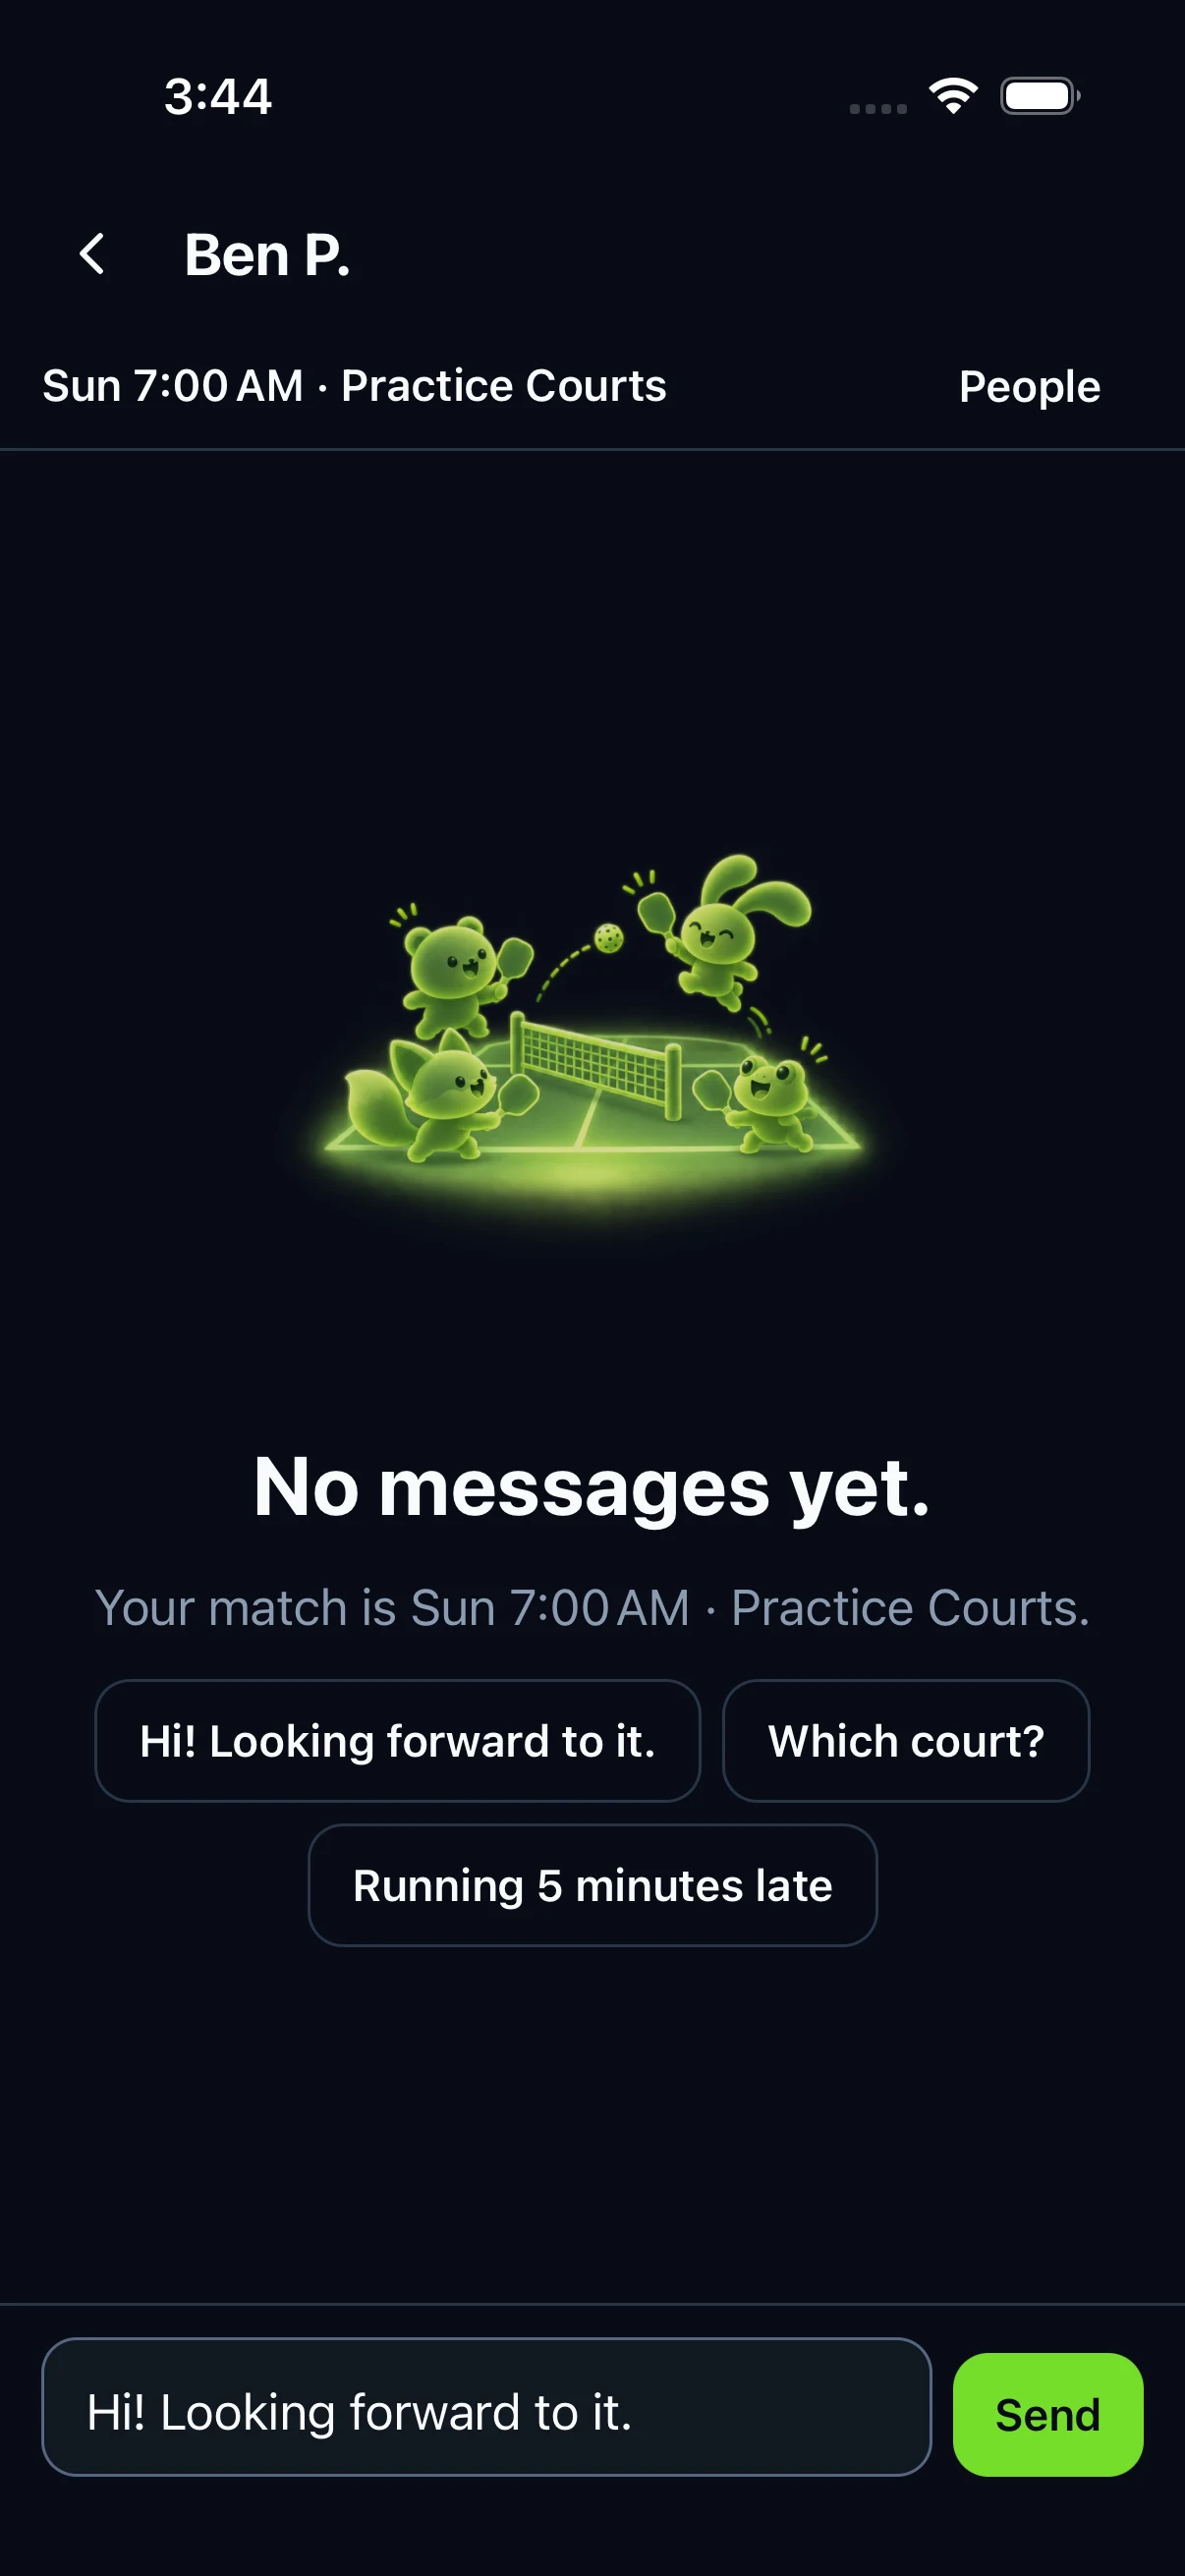 3:44
Ben P.
Sun 7:00 AM · Practice Courts
People
No messages yet.
Your match is Sun 7:00 AM · Practice Courts.
Hi! Looking forward to it.
Which court?
Running 5 minutes late
Hi! Looking forward to it.
Send